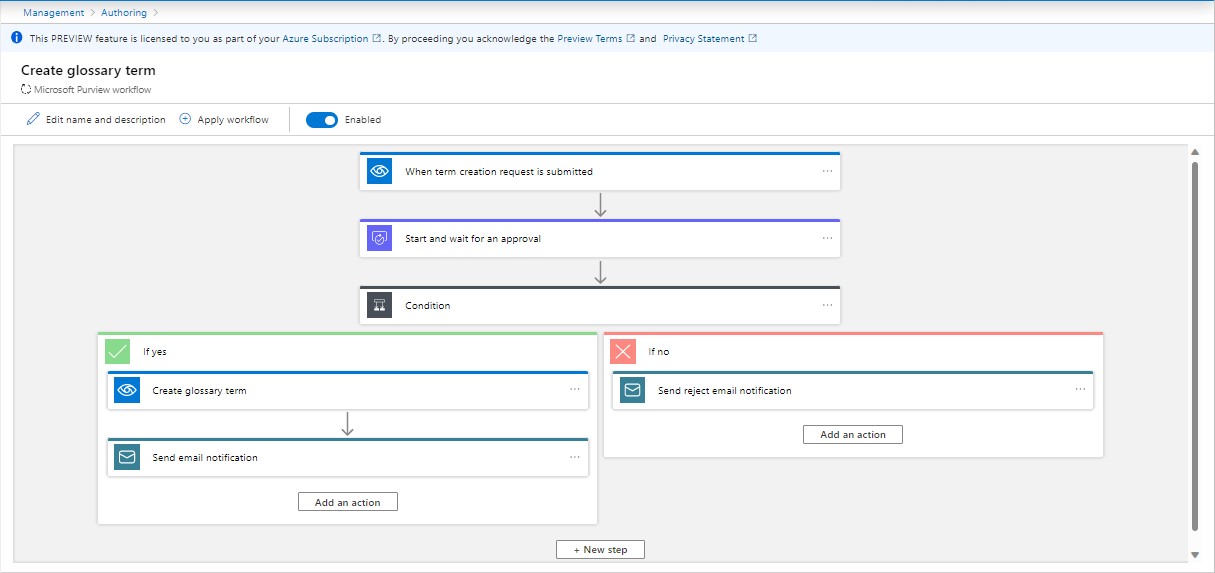 Management > Authoring >
This PREVIEW feature is licensed to you as part of your Azure Subscription. By proceeding you acknowledge the Preview Terms and Privacy Statement
Create glossary term
Microsoft Purview workflow
Edit name and description Apply workflow Enabled
When term creation request is submitted ...
Start and wait for an approval ...
Condition ...
If yes
Create glossary term ...
Send email notification ...
Add an action
If no
Send reject email notification ...
Add an action
+ New step